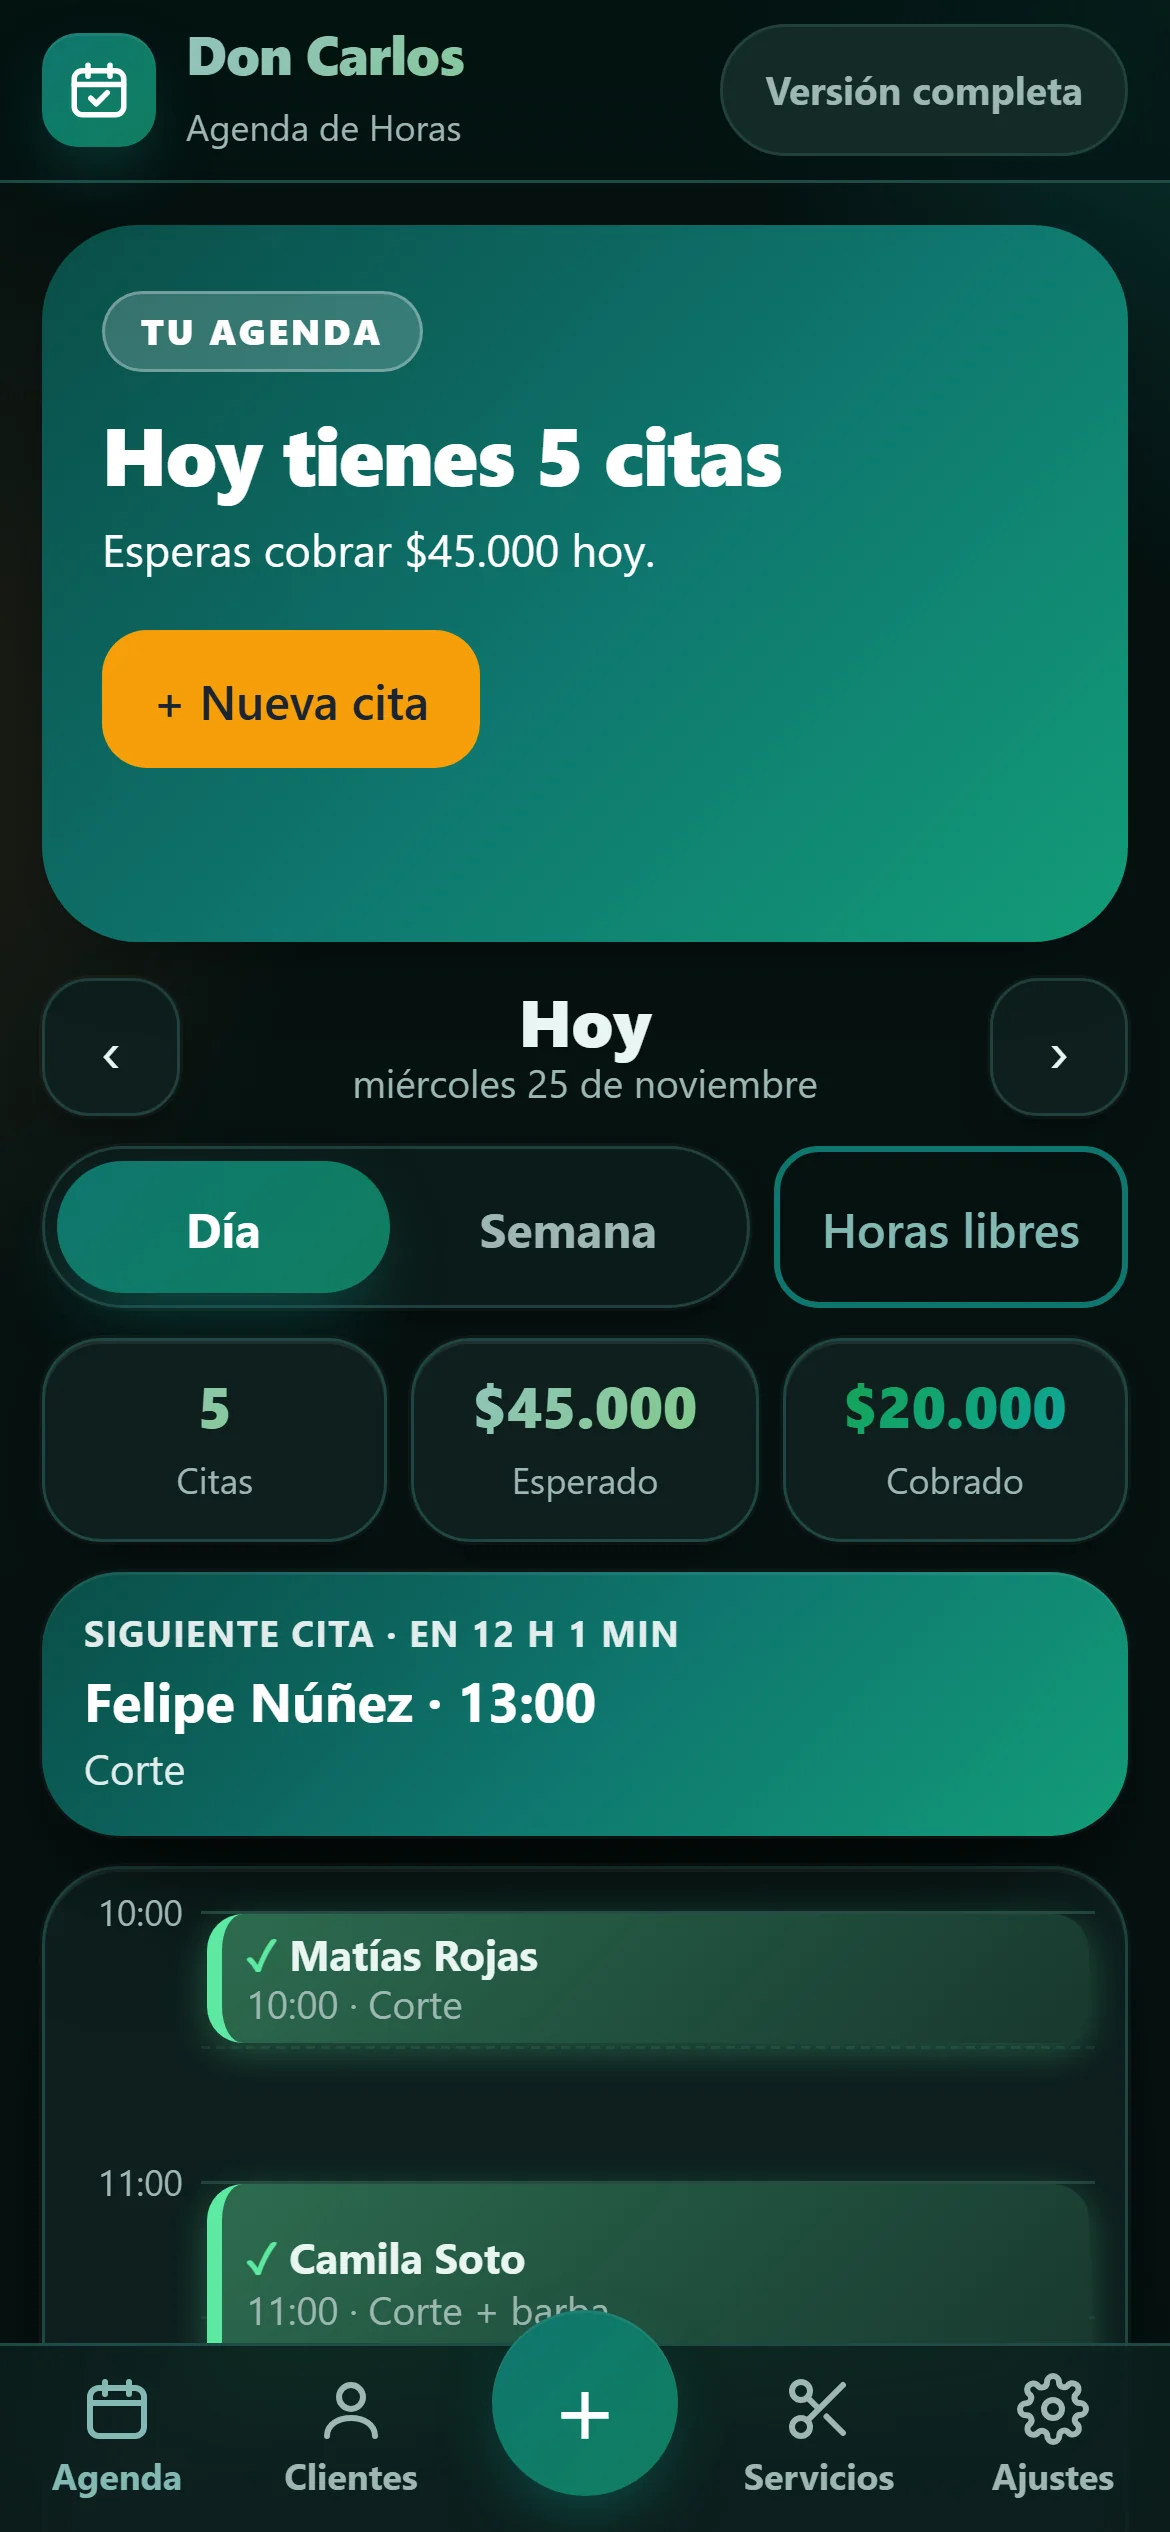 Don Carlos
Agenda de Horas
Versión completa
TU AGENDA
Hoy tienes 5 citas
Esperas cobrar $45.000 hoy.
+ Nueva cita
‹
Hoy
miércoles 25 de noviembre
›
Día
Semana
Horas libres
5
Citas
$45.000
Esperado
$20.000
Cobrado
SIGUIENTE CITA · EN 12 H 1 MIN
Felipe Núñez · 13:00
Corte
10:00
✓ Matías Rojas
10:00 · Corte
11:00
✓ Camila Soto
11:00 · Corte + barba
+
Agenda
Clientes
Servicios
Ajustes